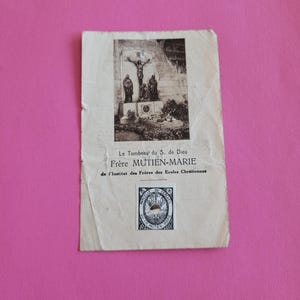 Le Tombeau du S. de Dieu
Frère MUTIEN-MARIE
de l'Institut des Frères des Ecoles Chrétiennes